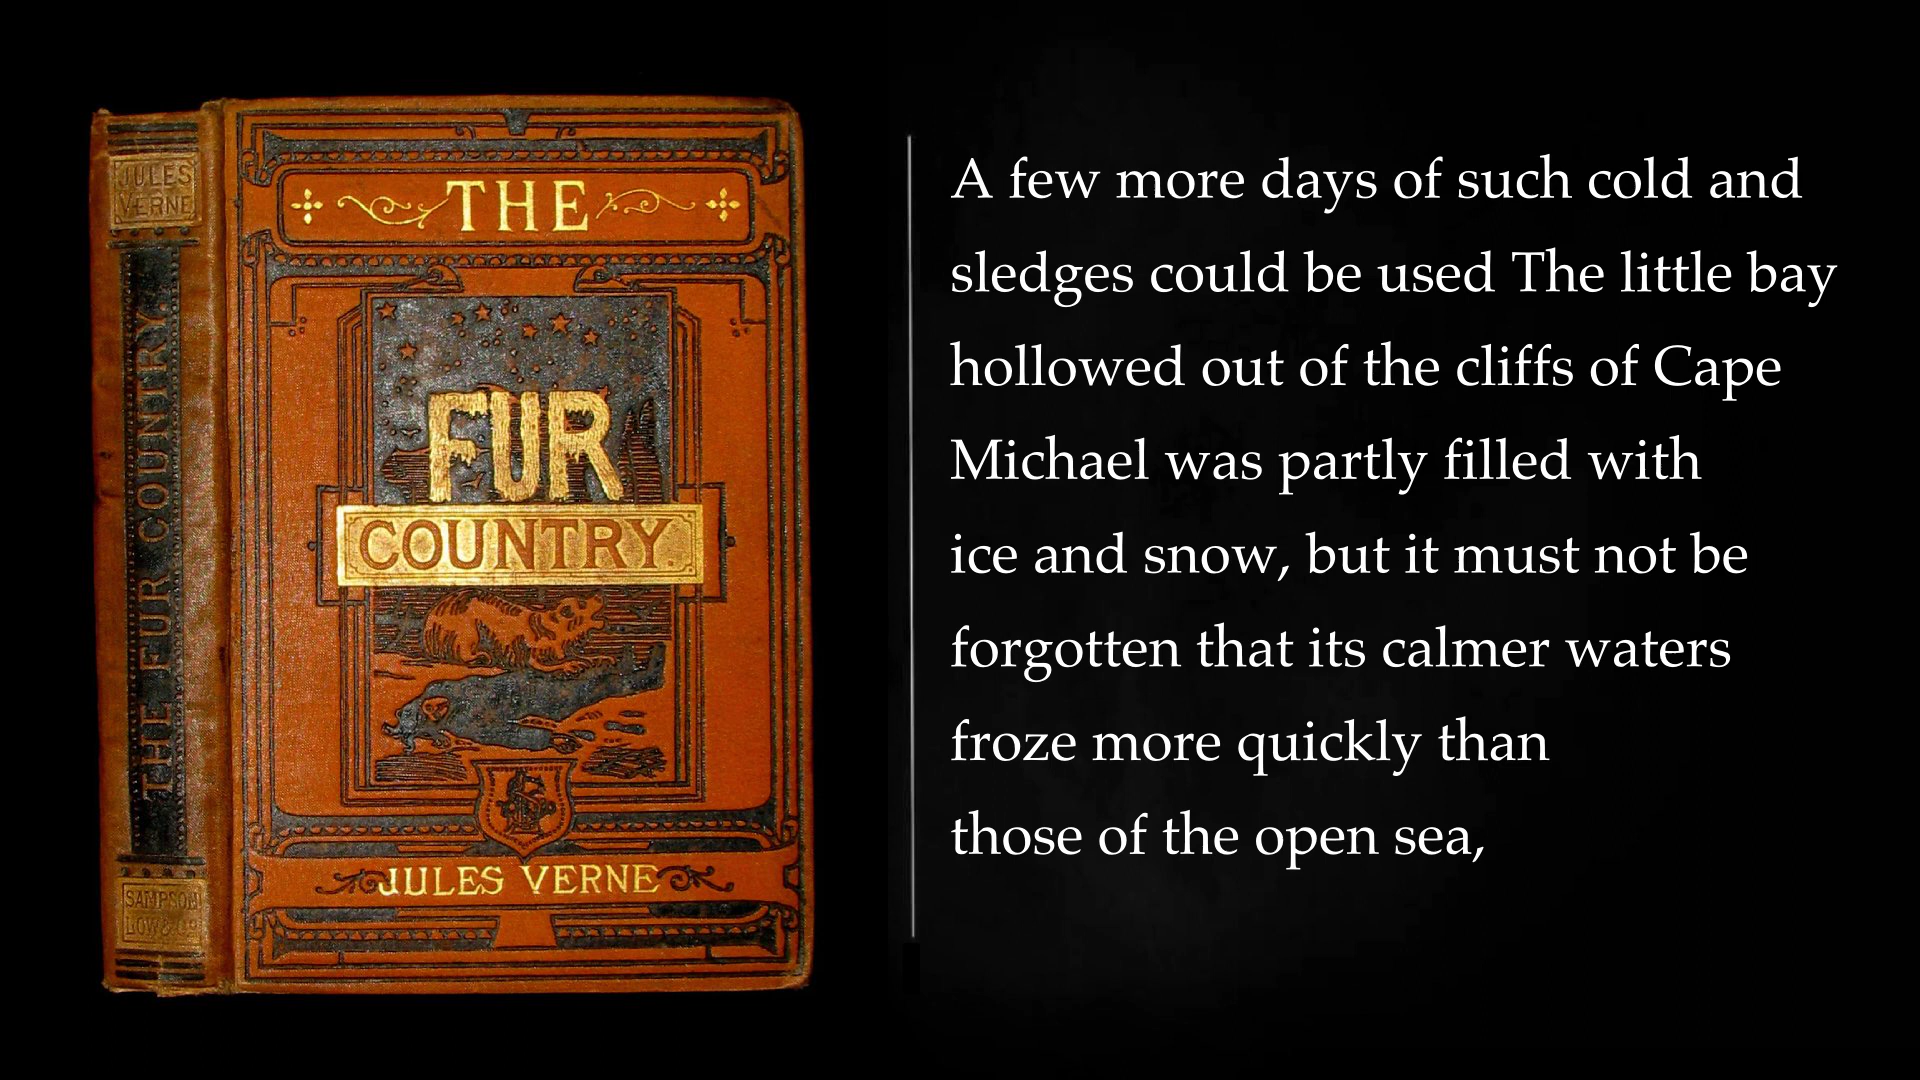 JULES
VERNE
THE FUR COUNTRY.
SAMPSON
LOW & Co
THE
FUR
COUNTRY.
JULES VERNE
A few more days of such cold and
sledges could be used The little bay
hollowed out of the cliffs of Cape
Michael was partly filled with
ice and snow, but it must not be
forgotten that its calmer waters
froze more quickly than
those of the open sea,